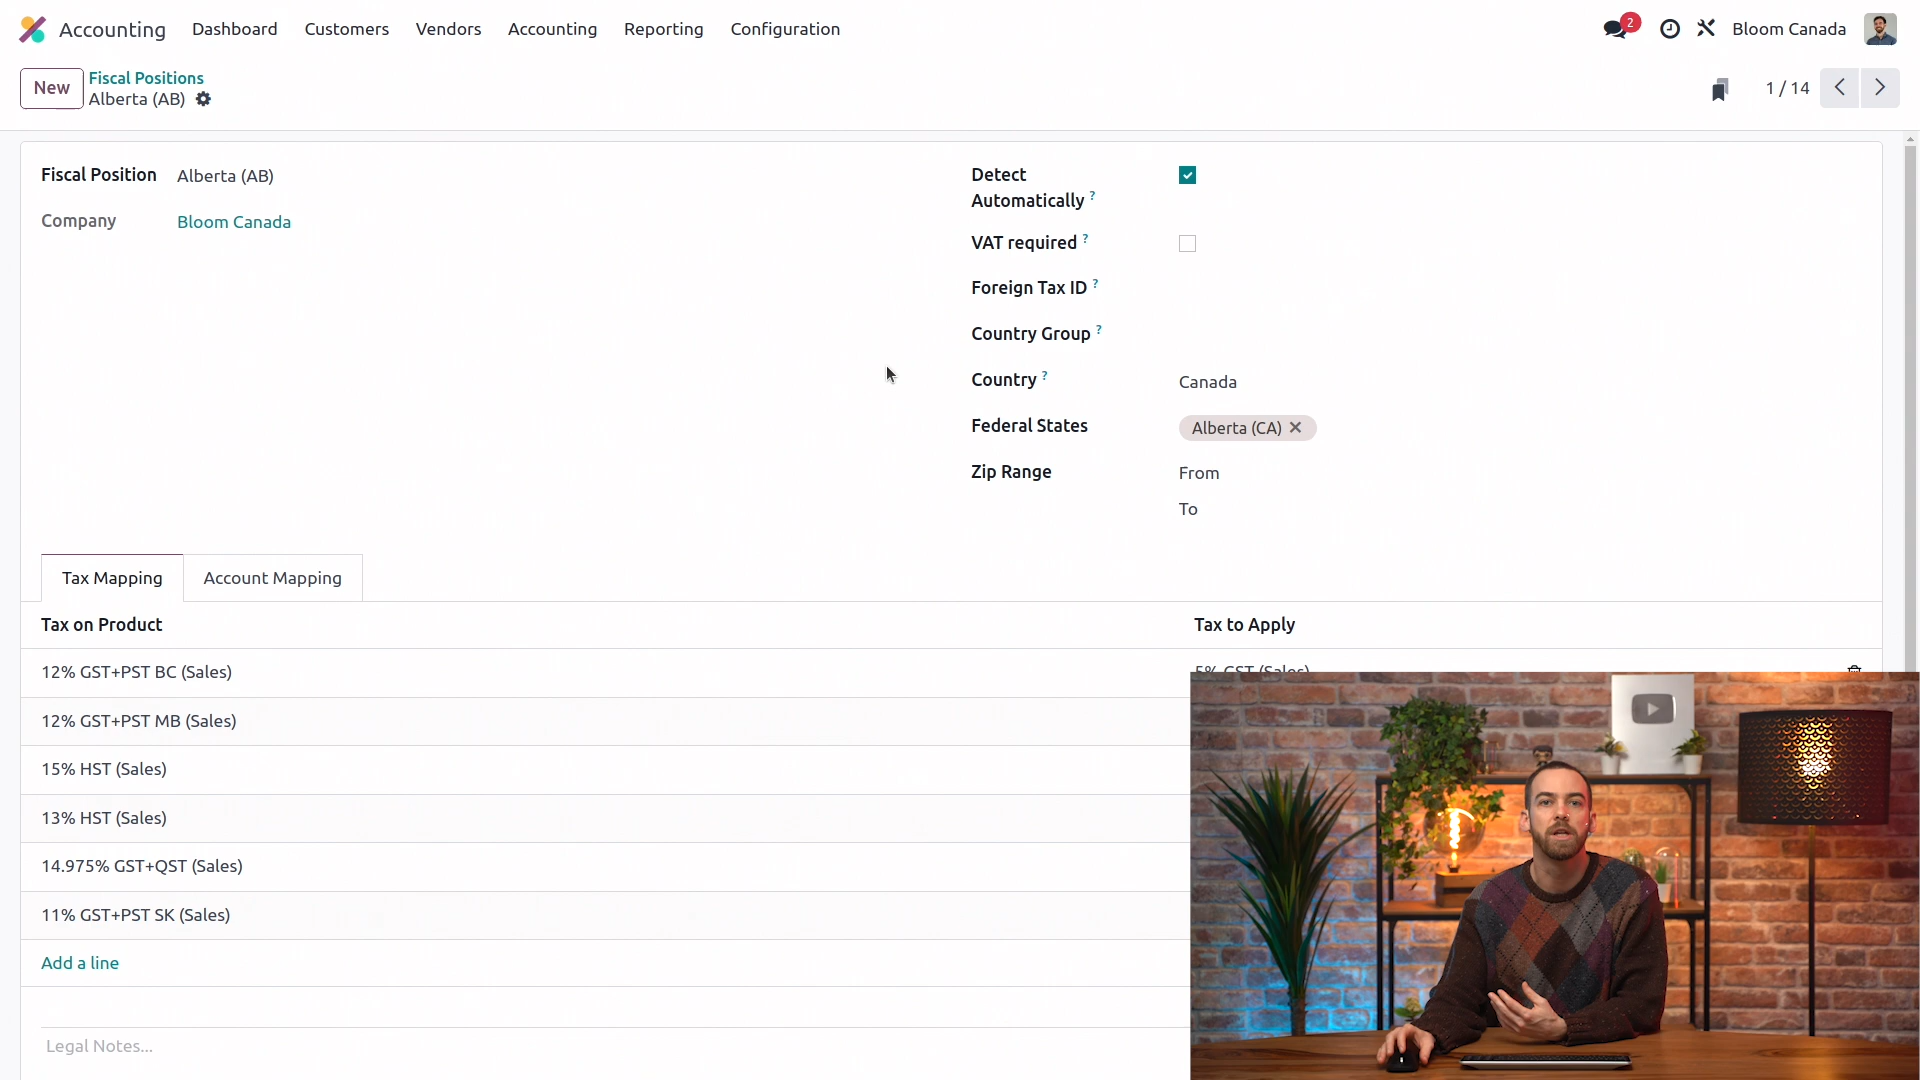 Accounting Dashboard Customers Vendors Accounting Reporting Configuration 2 Bloom Canada
New Fiscal Positions
Alberta (AB) 1 / 14
Fiscal Position Alberta (AB)
Company Bloom Canada
Detect Automatically ?
VAT required ?
Foreign Tax ID ?
Country Group ?
Country ? Canada
Federal States Alberta (CA) ✕
Zip Range From
To
Tax Mapping Account Mapping
Tax on Product Tax to Apply
12% GST+PST BC (Sales) 5% GST (Sales)
12% GST+PST MB (Sales)
15% HST (Sales)
13% HST (Sales)
14.975% GST+QST (Sales)
11% GST+PST SK (Sales)
Add a line
Legal Notes...